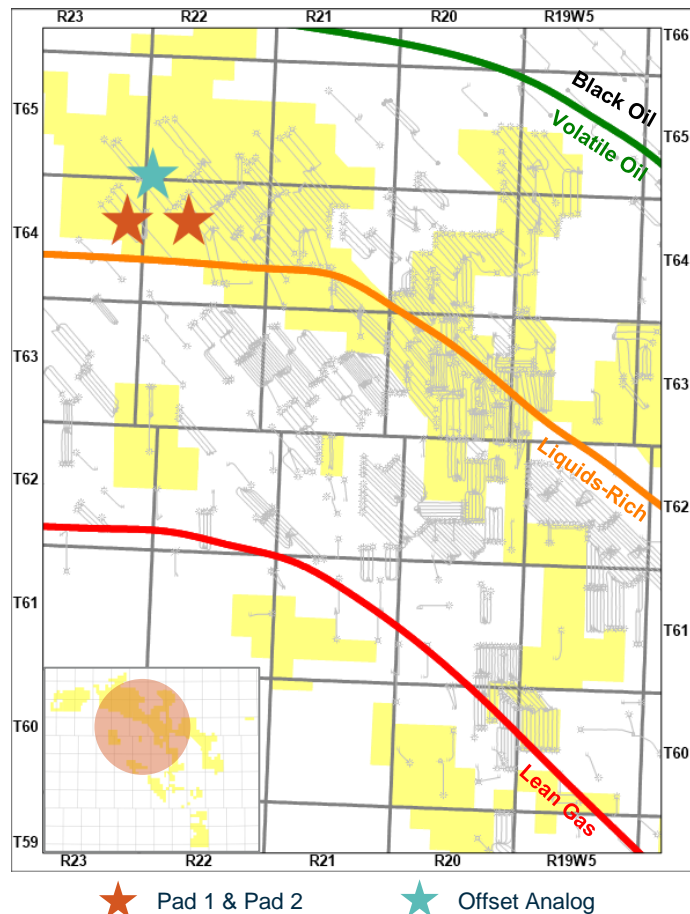 R23 R22 R21 R20 R19W5
T66
Black Oil
T65 T65
Volatile Oil
T64 T64
T63 T63
Liquids-Rich
T62 T62
T61 T61
T60 T60
Lean Gas
T59
R23 R22 R21 R20 R19W5
Pad 1 & Pad 2 Offset Analog